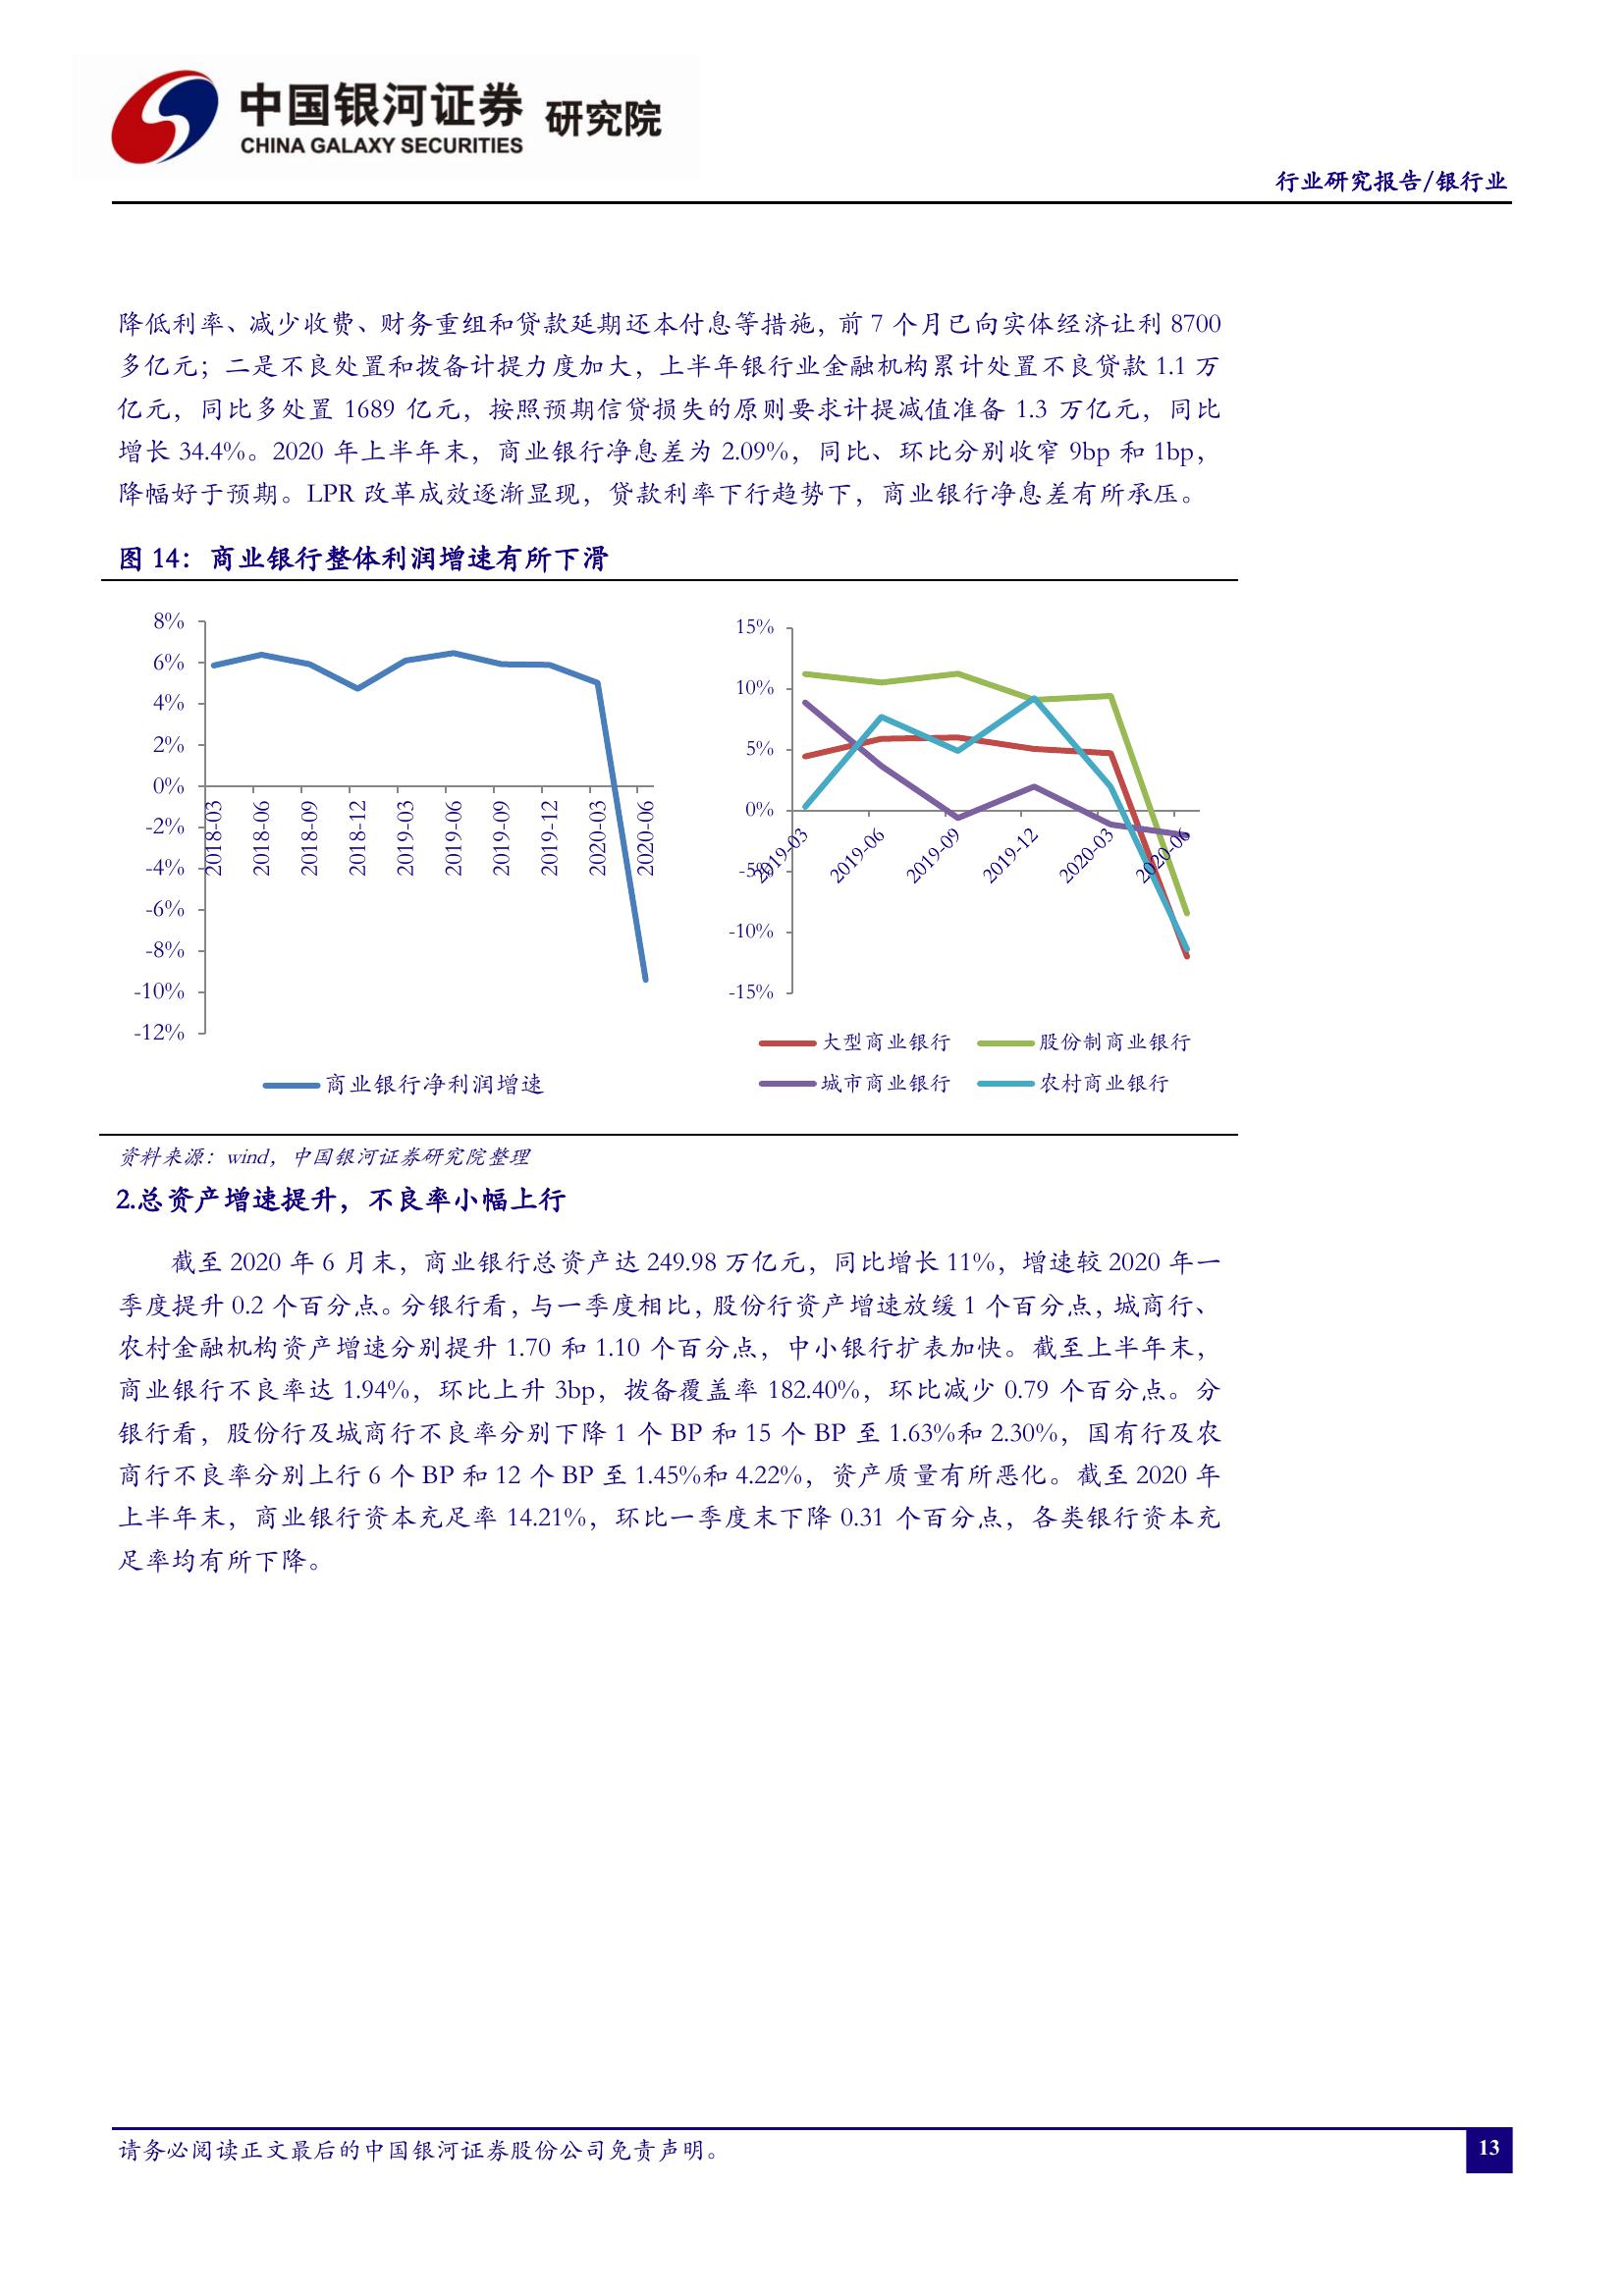 中国银河证券 研究院
CHINA GALAXY SECURITIES
行业研究报告/银行业
降低利率、减少收费、财务重组和贷款延期还本付息等措施，前 7 个月已向实体经济让利 8700
多亿元；二是不良处置和拨备计提力度加大，上半年银行业金融机构累计处置不良贷款 1.1 万
亿元，同比多处置 1689 亿元，按照预期信贷损失的原则要求计提减值准备 1.3 万亿元，同比
增长 34.4%。2020 年上半年末，商业银行净息差为 2.09%，同比、环比分别收窄 9bp 和 1bp，
降幅好于预期。LPR 改革成效逐渐显现，贷款利率下行趋势下，商业银行净息差有所承压。
图 14：商业银行整体利润增速有所下滑
8%
6%
4%
2%
0%
-2%
-4%
-6%
-8%
-10%
-12%
2018-03
2018-06
2018-09
2018-12
2019-03
2019-06
2019-09
2019-12
2020-03
2020-06
商业银行净利润增速
15%
10%
5%
0%
-5%
-10%
-15%
2019-03
2019-06
2019-09
2019-12
2020-03
2020-06
大型商业银行
股份制商业银行
城市商业银行
农村商业银行
资料来源：wind，中国银河证券研究院整理
2.总资产增速提升，不良率小幅上行
截至 2020 年 6 月末，商业银行总资产达 249.98 万亿元，同比增长 11%，增速较 2020 年一
季度提升 0.2 个百分点。分银行看，与一季度相比，股份行资产增速放缓 1 个百分点，城商行、
农村金融机构资产增速分别提升 1.70 和 1.10 个百分点，中小银行扩表加快。截至上半年末，
商业银行不良率达 1.94%，环比上升 3bp，拨备覆盖率 182.40%，环比减少 0.79 个百分点。分
银行看，股份行及城商行不良率分别下降 1 个 BP 和 15 个 BP 至 1.63%和 2.30%，国有行及农
商行不良率分别上行 6 个 BP 和 12 个 BP 至 1.45%和 4.22%，资产质量有所恶化。截至 2020 年
上半年末，商业银行资本充足率 14.21%，环比一季度末下降 0.31 个百分点，各类银行资本充
足率均有所下降。
请务必阅读正文最后的中国银河证券股份公司免责声明。
13